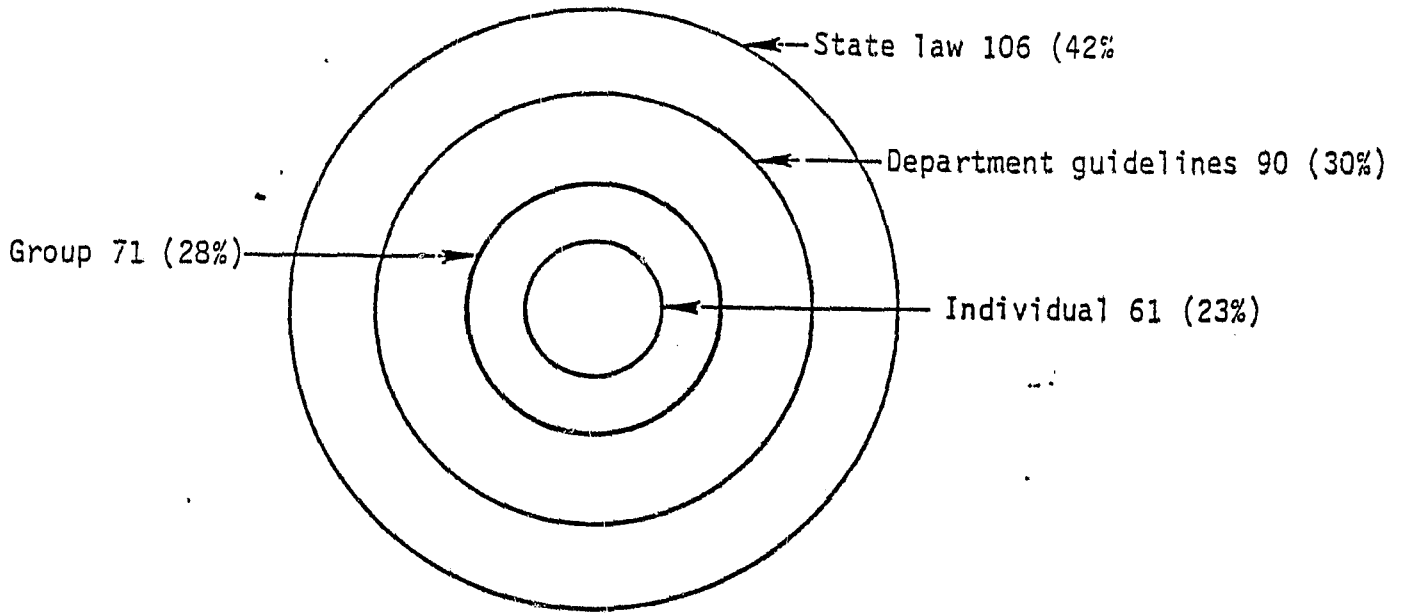 State law 106 (42%
Department guidelines 90 (30%)
Group 71 (28%)
Individual 61 (23%)